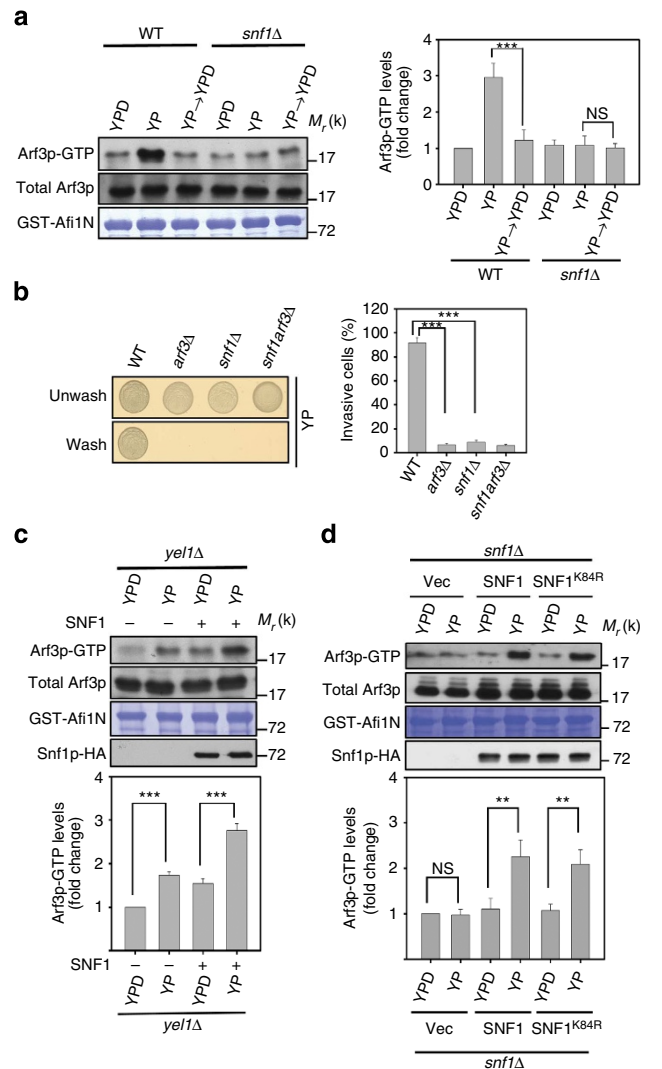 a
WT snf1Δ
YPD YP YP→YPD YPD YP YP→YPD Mr (k)
Arf3p-GTP 17
Total Arf3p 17
GST-Afi1N 72
Arf3p-GTP levels
(fold change)
4
3
2
1
0
*** NS
YPD YP YP→YPD YPD YP YP→YPD
WT snf1Δ
b
WT arf3Δ snf1Δ snf1arf3Δ
Unwash
Wash
YP
Invasive cells (%)
120
100
80
60
40
20
0
***
***
WT arf3Δ snf1Δ snf1arf3Δ
c
yel1Δ
YPD YP YPD YP
SNF1 – – + + Mr (k)
Arf3p-GTP 17
Total Arf3p 17
GST-Afi1N 72
Snf1p-HA 72
Arf3p-GTP levels
(fold change)
4
3
2
1
*** ***
SNF1 – – + +
YPD YP YPD YP
yel1Δ
d
snf1Δ
Vec SNF1 SNF1K84R
YPD YP YPD YP YPD YP Mr (k)
Arf3p-GTP 17
Total Arf3p 17
GST-Afi1N 72
Snf1p-HA 72
Arf3p-GTP levels
(fold change)
4
3
2
1
NS ** **
YPD YP YPD YP YPD YP
Vec SNF1 SNF1K84R
snf1Δ